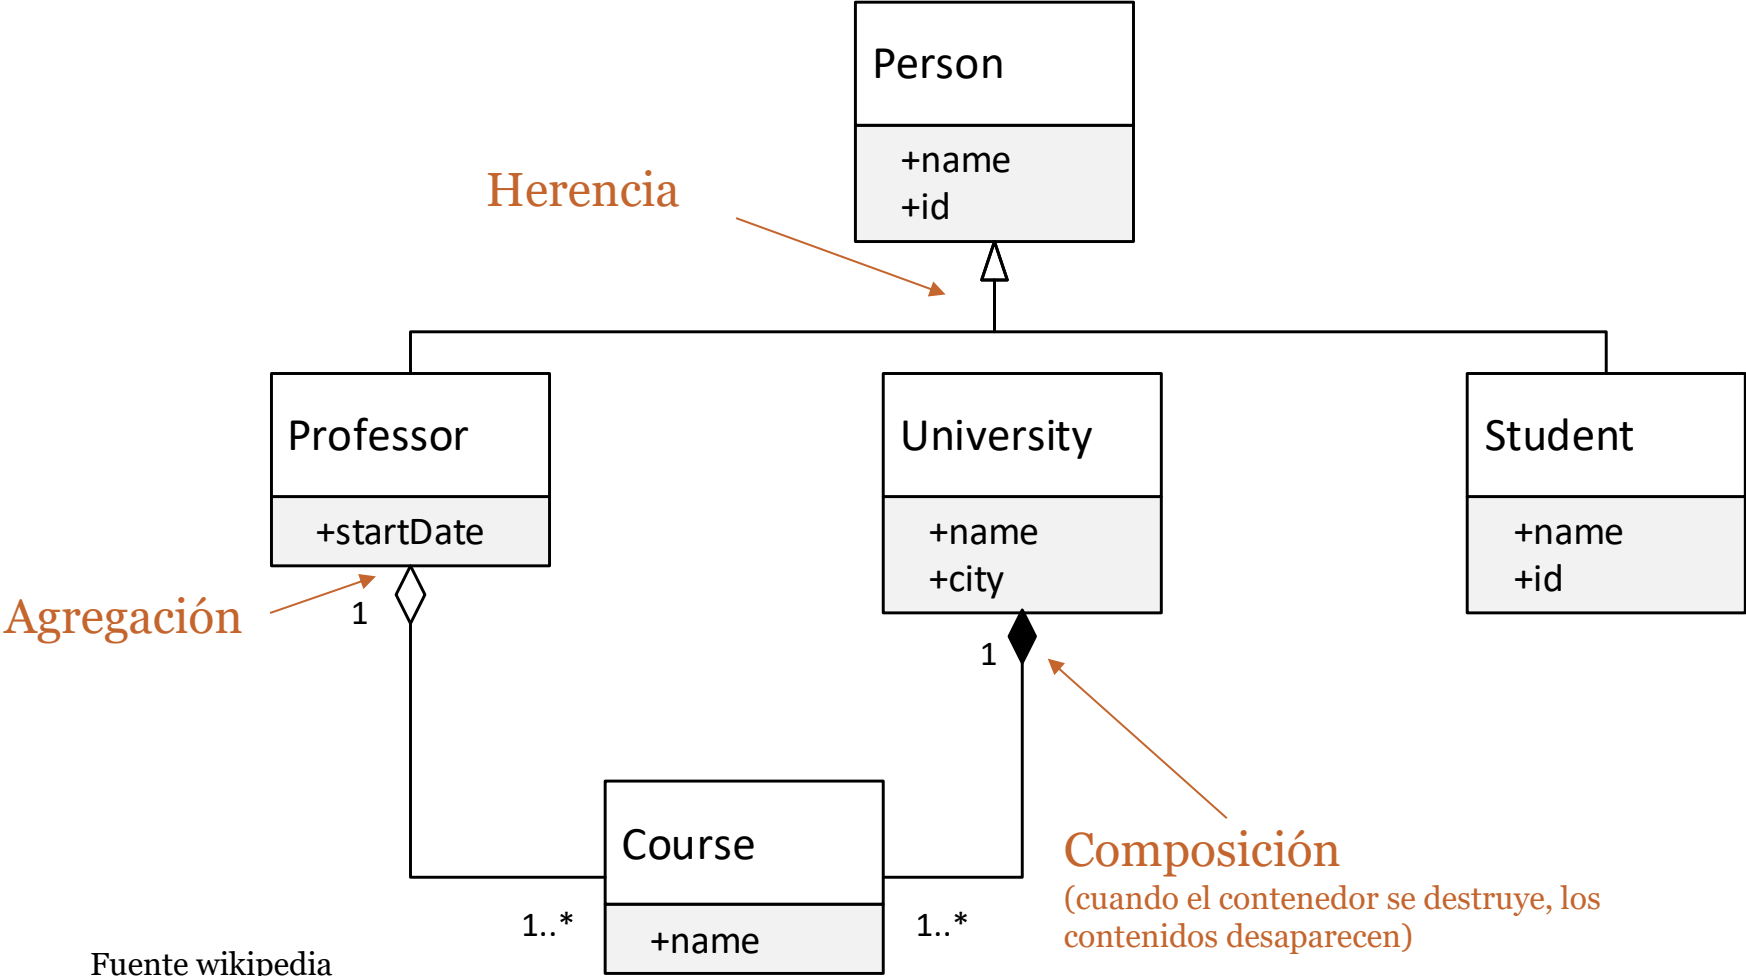 Person
+name
+id
Herencia
Professor
+startDate
University
+name
+city
Student
+name
+id
Agregación
1
1
Course
+name
1..*
1..*
Composición
(cuando el contenedor se destruye, los
contenidos desaparecen)
Fuente wikipedia